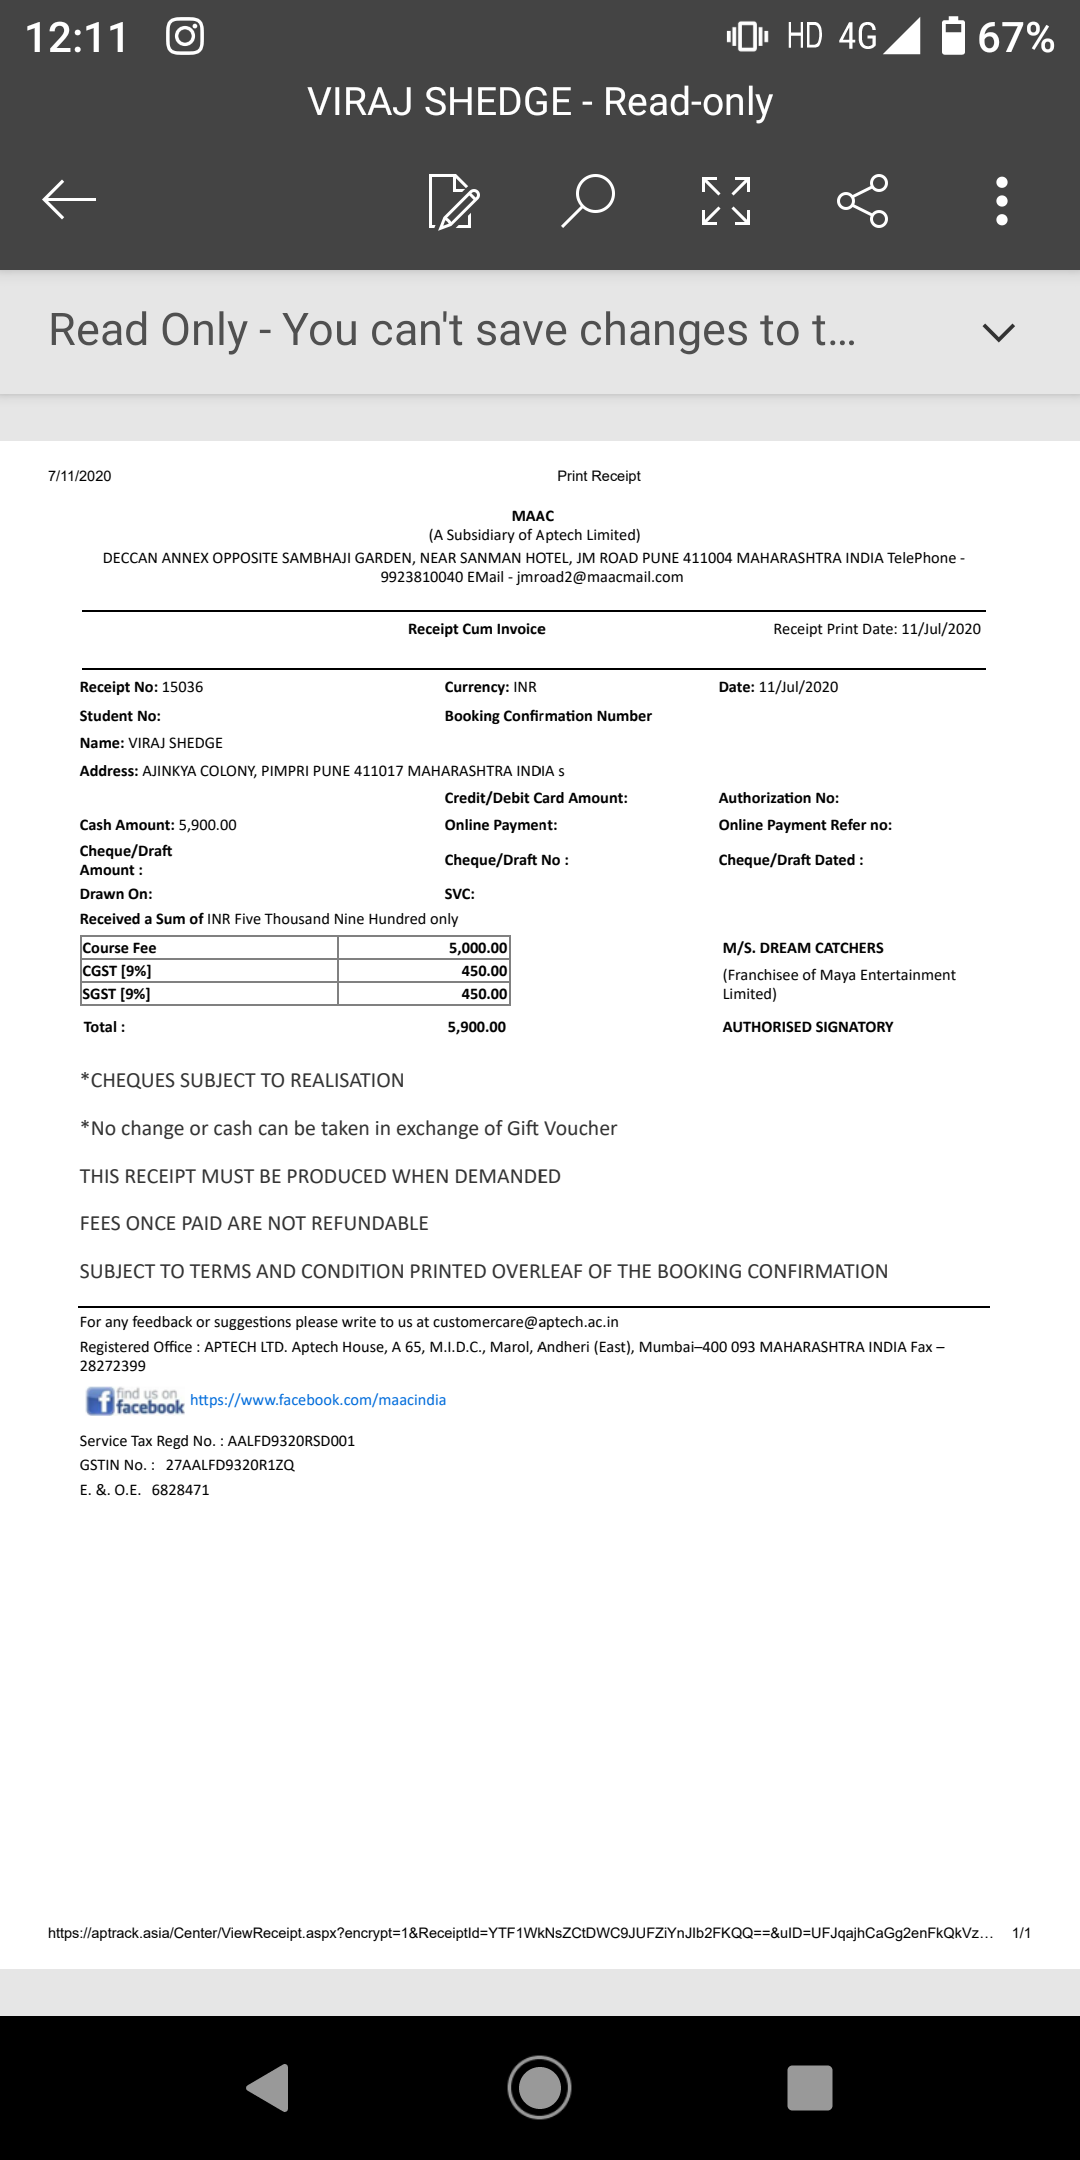 12:11 HD 4G 67%
VIRAJ SHEDGE - Read-only
Read Only - You can't save changes to t...
7/11/2020 Print Receipt
MAAC
(A Subsidiary of Aptech Limited)
DECCAN ANNEX OPPOSITE SAMBHAJI GARDEN, NEAR SANMAN HOTEL, JM ROAD PUNE 411004 MAHARASHTRA INDIA TelePhone -
9923810040 EMail - jmroad2@maacmail.com
Receipt Cum Invoice Receipt Print Date: 11/Jul/2020
Receipt No: 15036 Currency: INR Date: 11/Jul/2020
Student No: Booking Confirmation Number
Name: VIRAJ SHEDGE
Address: AJINKYA COLONY, PIMPRI PUNE 411017 MAHARASHTRA INDIA s
Credit/Debit Card Amount: Authorization No:
Cash Amount: 5,900.00 Online Payment: Online Payment Refer no:
Cheque/Draft
Amount : Cheque/Draft No : Cheque/Draft Dated :
Drawn On: SVC:
Received a Sum of INR Five Thousand Nine Hundred only
Course Fee 5,000.00 M/S. DREAM CATCHERS
CGST [9%] 450.00 (Franchisee of Maya Entertainment
SGST [9%] 450.00 Limited)
Total : 5,900.00 AUTHORISED SIGNATORY
*CHEQUES SUBJECT TO REALISATION
*No change or cash can be taken in exchange of Gift Voucher
THIS RECEIPT MUST BE PRODUCED WHEN DEMANDED
FEES ONCE PAID ARE NOT REFUNDABLE
SUBJECT TO TERMS AND CONDITION PRINTED OVERLEAF OF THE BOOKING CONFIRMATION
For any feedback or suggestions please write to us at customercare@aptech.ac.in
Registered Office : APTECH LTD. Aptech House, A 65, M.I.D.C., Marol, Andheri (East), Mumbai–400 093 MAHARASHTRA INDIA Fax –
28272399
find us on
facebook https://www.facebook.com/maacindia
Service Tax Regd No. : AALFD9320RSD001
GSTIN No. : 27AALFD9320R1ZQ
E. &. O.E. 6828471
https://aptrack.asia/Center/ViewReceipt.aspx?encrypt=1&ReceiptId=YTF1WkNsZCtDWC9JUFZiYnJIb2FKQQ==&uID=UFJqajhCaGg2enFkQkVz... 1/1